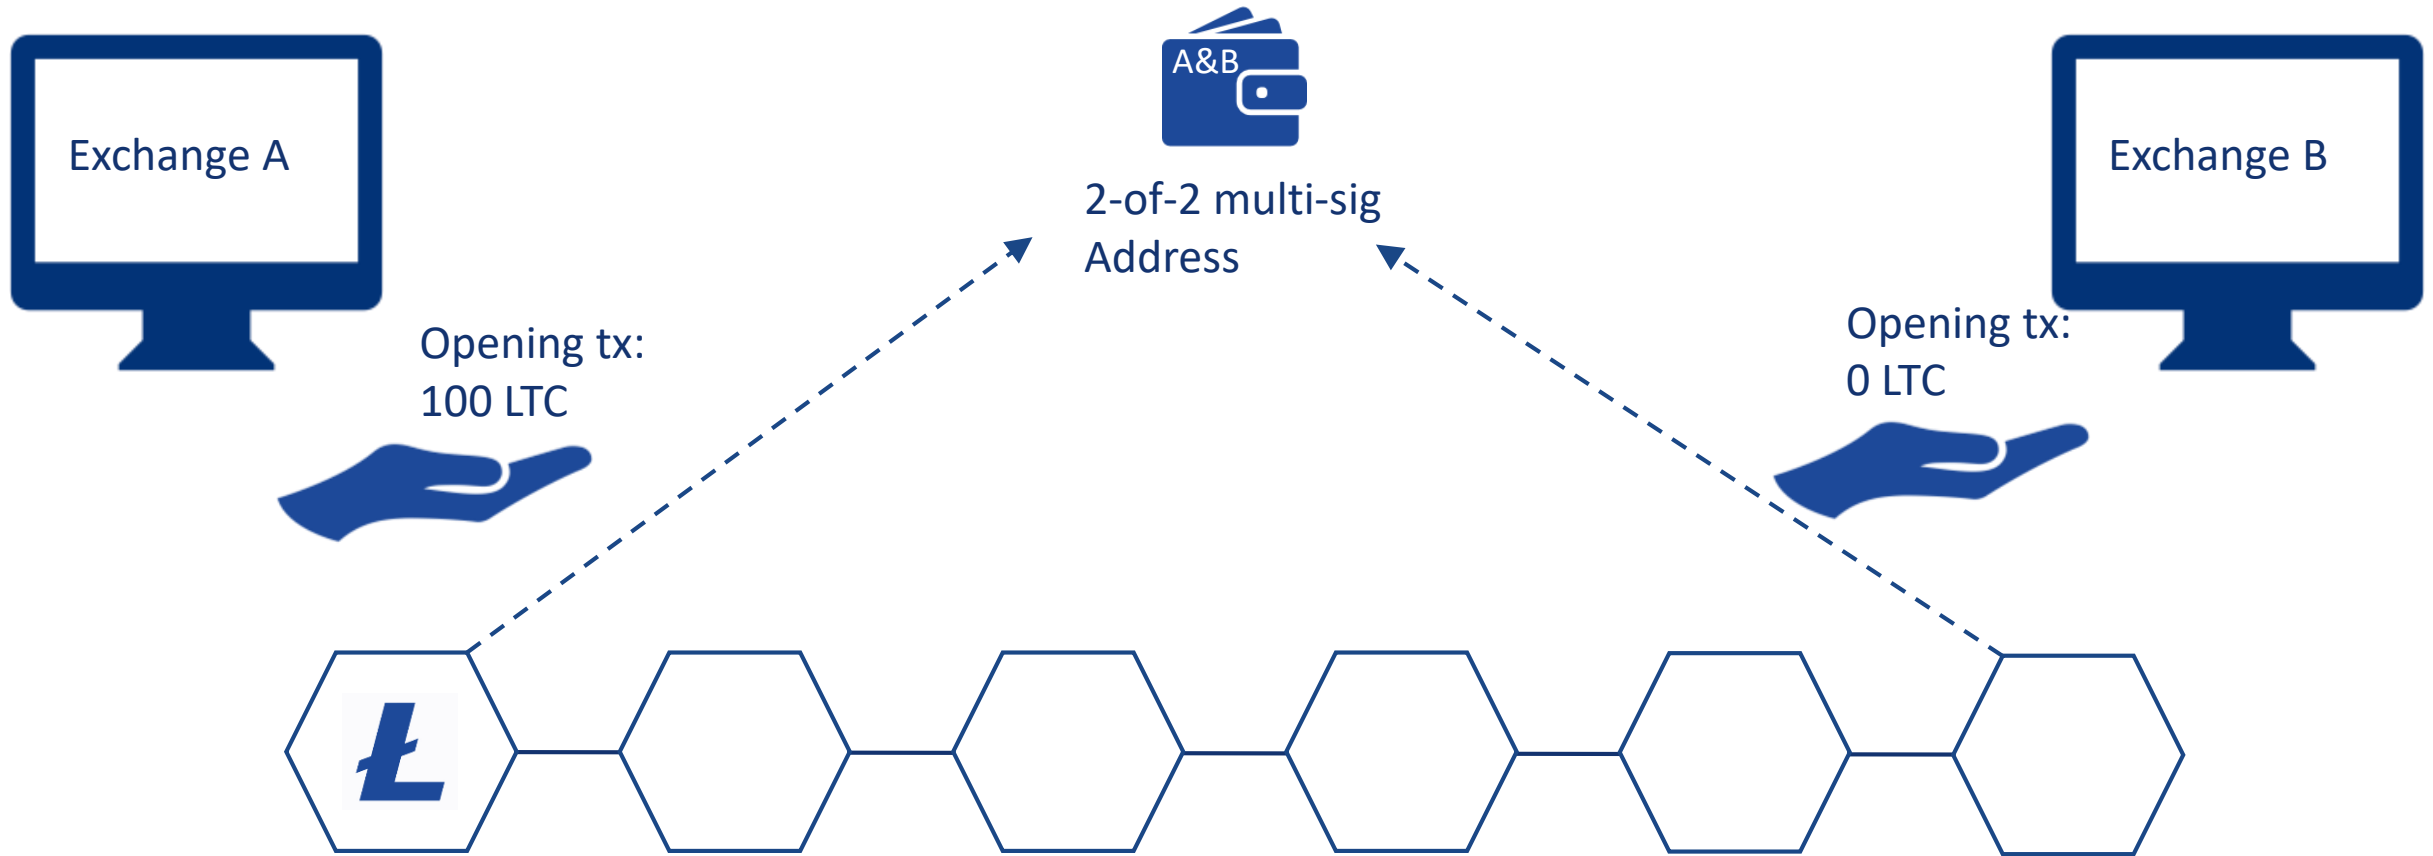 A&B
Exchange A
Exchange B
2-of-2 multi-sig
Address
Opening tx:
100 LTC
Opening tx:
0 LTC
Ł